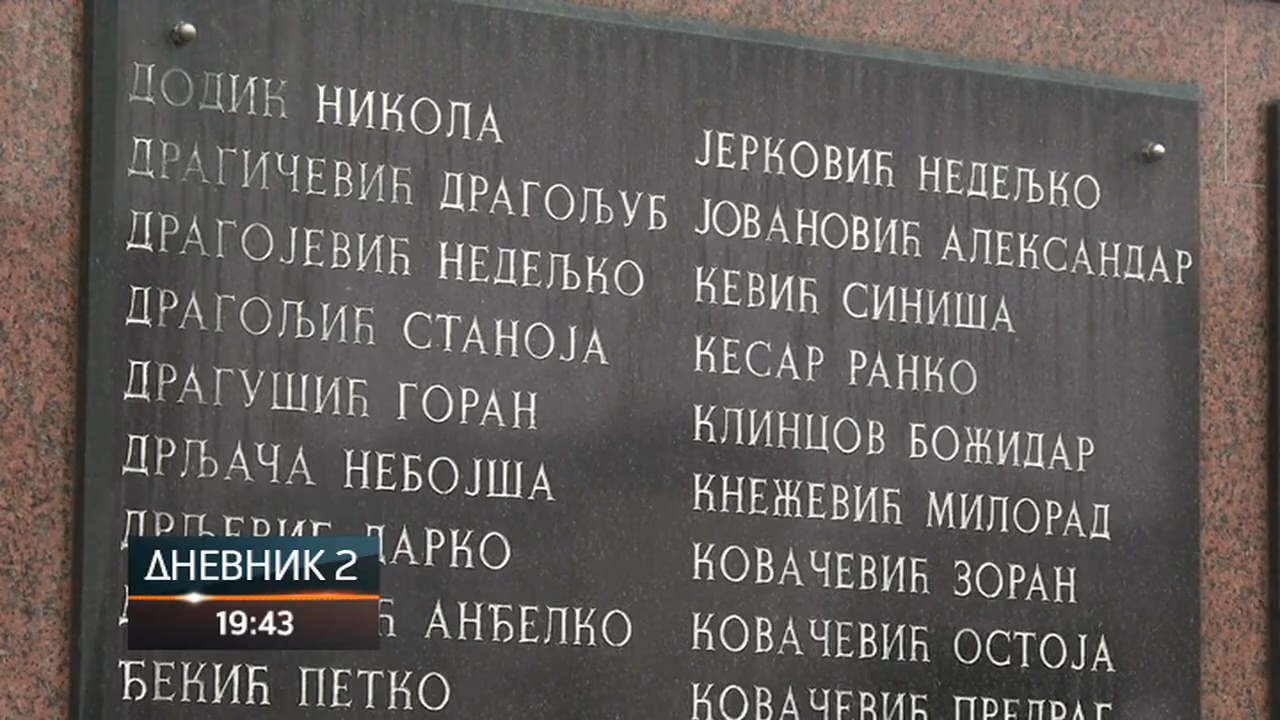 ДОДИК НИКОЛА
ДРАГИЧЕВИЋ ДРАГОЉУБ
ДРАГОЈЕВИЋ НЕДЕЉКО
ДРАГОЉИЋ СТАНОЈА
ДРАГУШИЋ ГОРАН
ДРЉАЧА НЕБОЈША
ДАРКО
АНЂЕЛКО
ЂЕКИЋ ПЕТКО
ЈЕРКОВИЋ НЕДЕЉКО
ЈОВАНОВИЋ АЛЕКСАНДАР
КЕВИЋ СИНИША
КЕСАР РАНКО
КЛИНЦОВ БОЖИДАР
КНЕЖЕВИЋ МИЛОРАД
КОВАЧЕВИЋ ЗОРАН
КОВАЧЕВИЋ ОСТОЈА
КОВАЧЕВИЋ ПРЕДРАГ
ДНЕВНИК 2
19:43